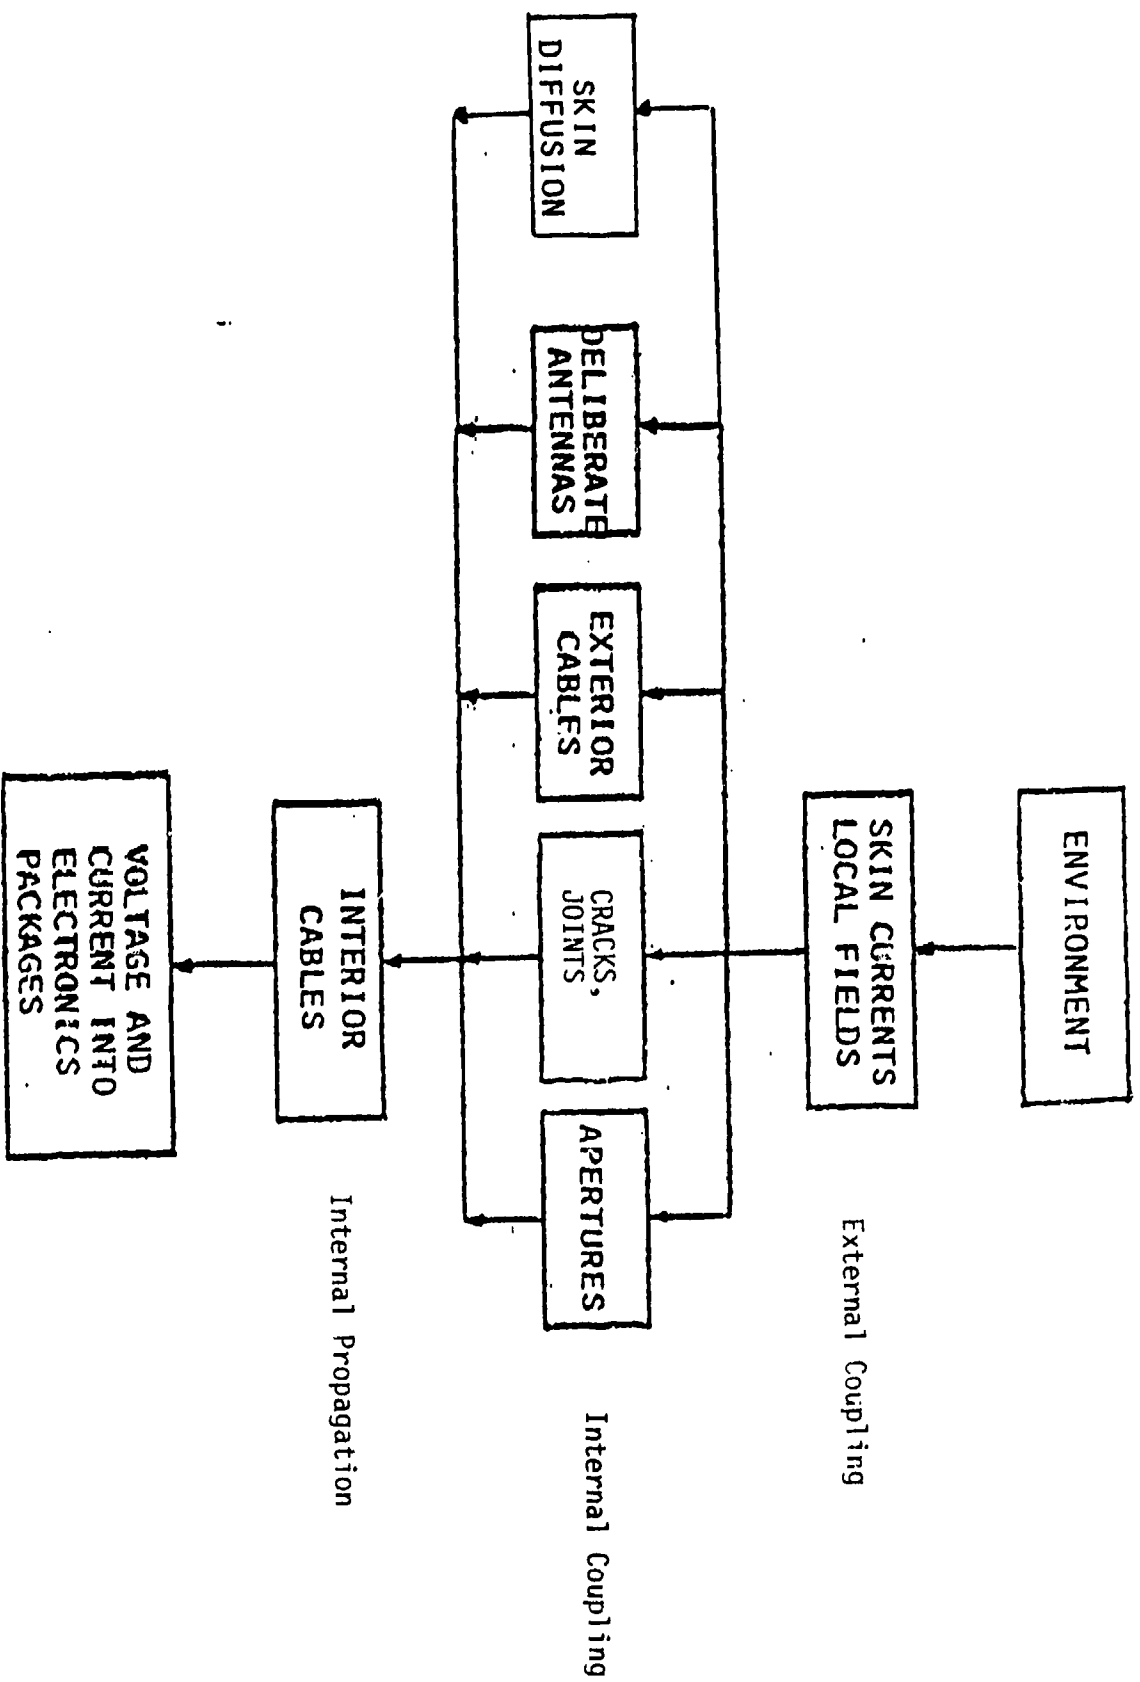 ENVIRONMENT
SKIN CURRENTS
LOCAL FIELDS
External Coupling
SKIN
DIFFUSION
DELIBERATE
ANTENNAS
EXTERIOR
CABLES
CRACKS,
JOINTS
APERTURES
Internal Coupling
INTERIOR
CABLES
Internal Propagation
VOLTAGE AND
CURRENT INTO
ELECTRONICS
PACKAGES